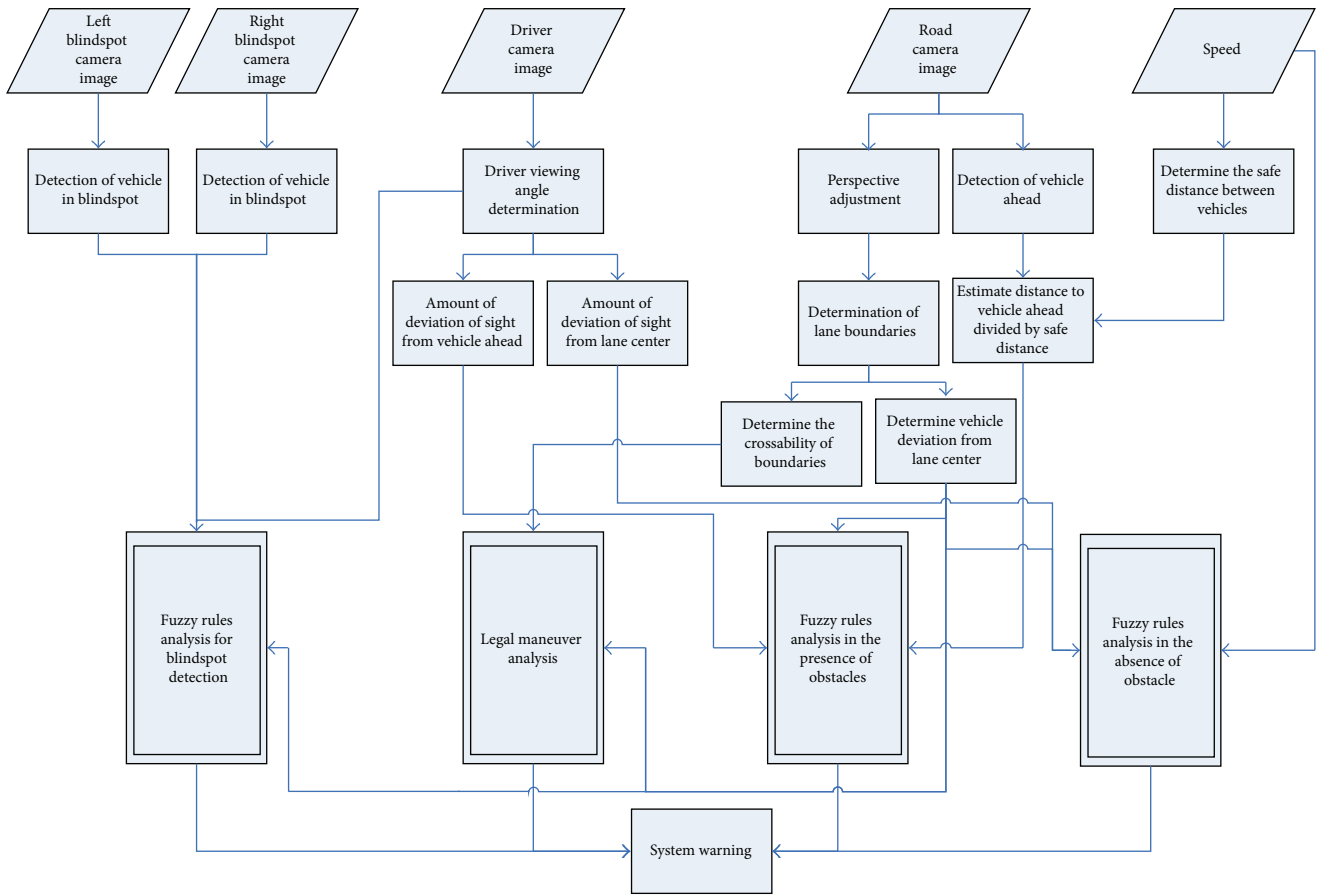 Left
blindspot
camera
image
Right
blindspot
camera
image
Driver
camera
image
Road
camera
image
Speed
Detection of vehicle
in blindspot
Detection of vehicle
in blindspot
Driver viewing
angle
determination
Perspective
adjustment
Detection of vehicle
ahead
Determine the safe
distance between
vehicles
Amount of
deviation of sight
from vehicle ahead
Amount of
deviation of sight
from lane center
Determination of
lane boundaries
Estimate distance to
vehicle ahead
divided by safe
distance
Determine the
crossability of
boundaries
Determine vehicle
deviation from
lane center
Fuzzy rules
analysis for
blindspot
detection
Legal maneuver
analysis
Fuzzy rules
analysis in the
presence of
obstacles
Fuzzy rules
analysis in the
absence of
obstacle
System warning